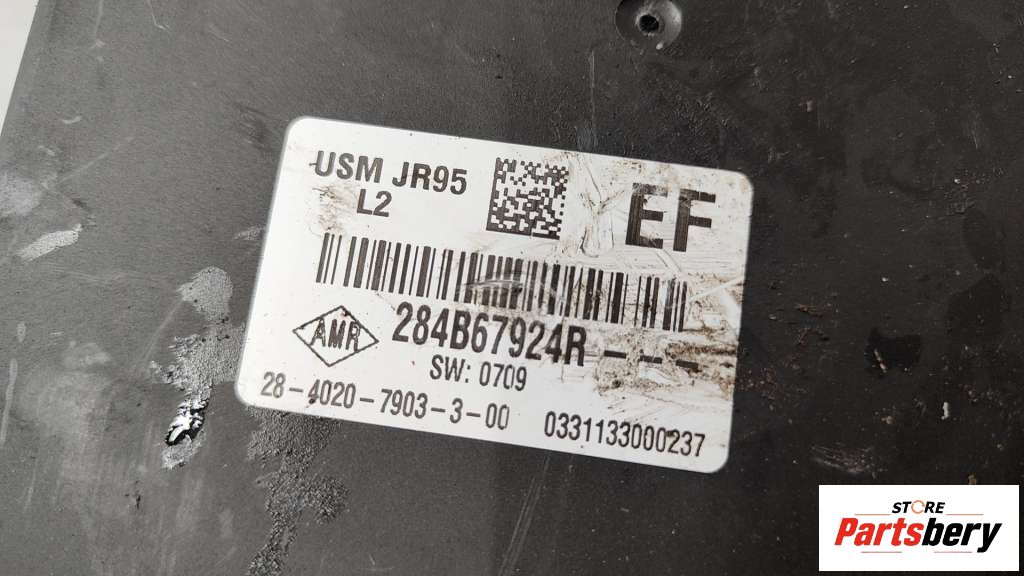 USM JR95
L2
EF
AMR
284B67924R - - -
SW: 0709
28-4020-7903-3-00 0331133000237
STORE
Partsbery